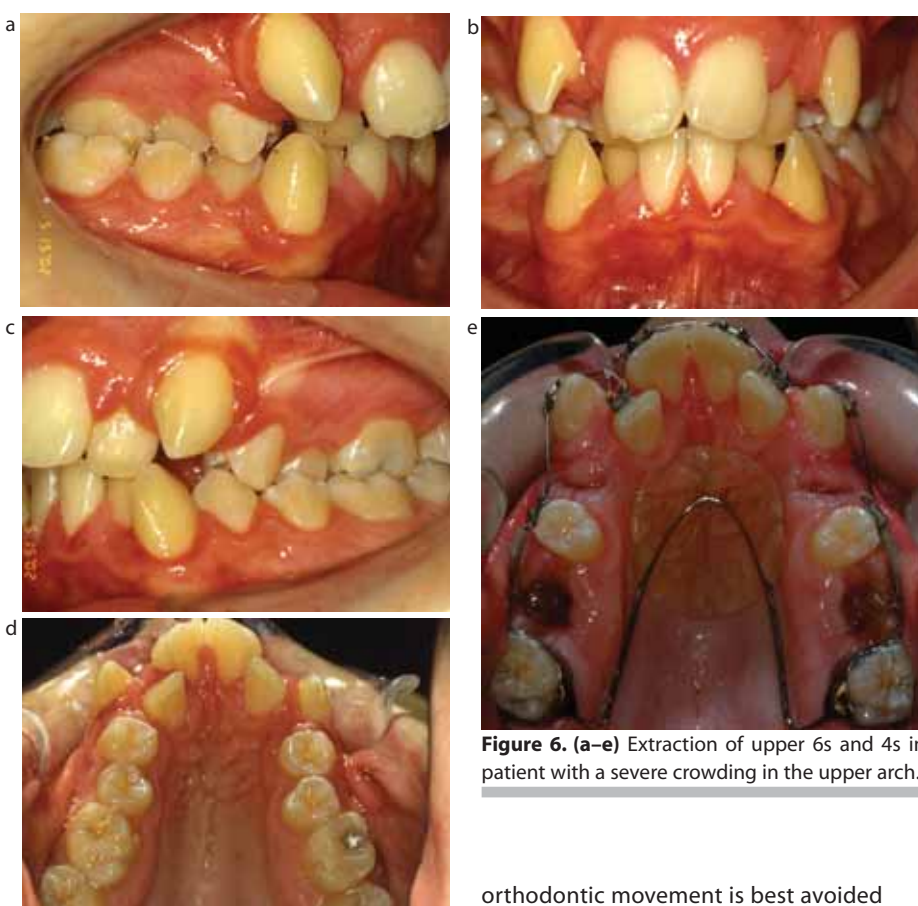 a
b
c
e
d
Figure 6. (a–e) Extraction of upper 6s and 4s in
patient with a severe crowding in the upper arch.
orthodontic movement is best avoided